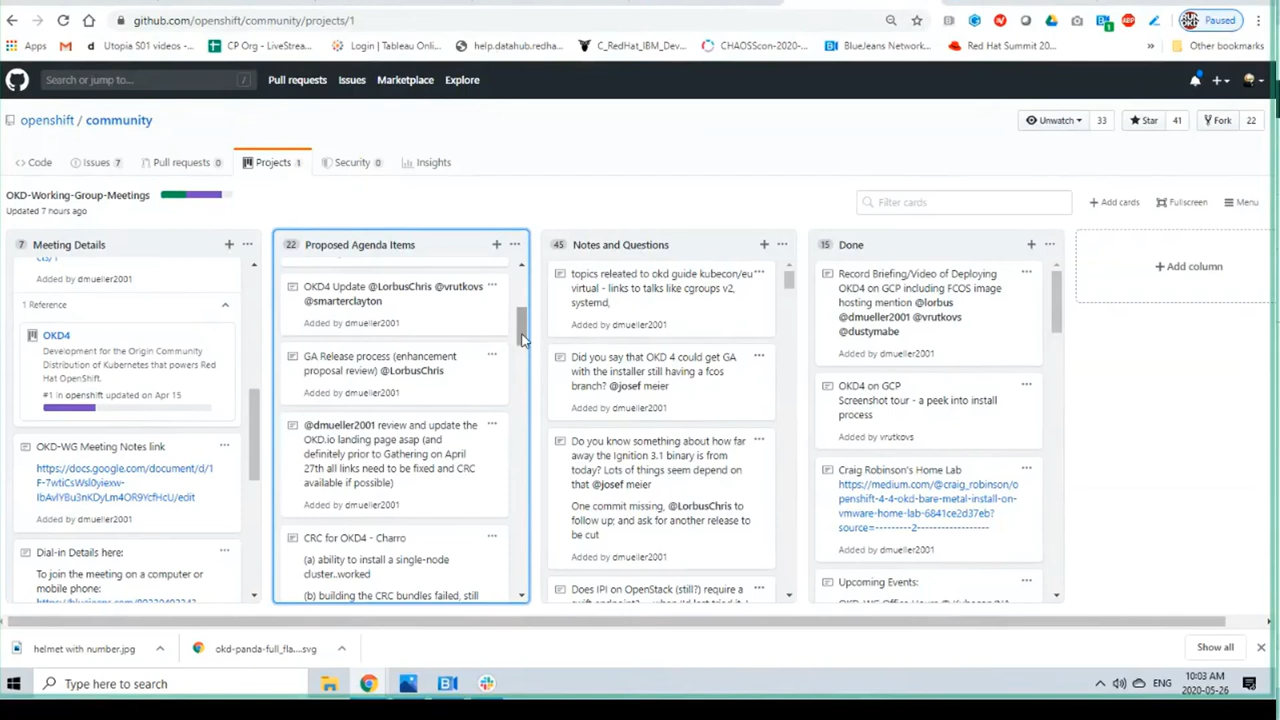 github.com/openshift/community/projects/1
Paused
Apps
Utopia S01 videos -...
CP Org - LiveStrea...
Login | Tableau Onli...
help.datahub.redha...
C_RedHat_IBM_Dev...
CHAOSScon-2020-...
BlueJeans Network...
Red Hat Summit 20...
»
Other bookmarks
Search or jump to...
/
Pull requests
Issues
Marketplace
Explore
openshift / community
Unwatch
33
Star
41
Fork
22
Code
Issues 7
Pull requests 0
Projects 1
Security 0
Insights
OKD-Working-Group-Meetings
Updated 7 hours ago
Filter cards
+ Add cards
Fullscreen
Menu
7 Meeting Details
Added by dmueller2001
1 Reference
OKD4
Development for the Origin Community
Distribution of Kubernetes that powers Red
Hat OpenShift.
#1 in openshift updated on Apr 15
OKD-WG Meeting Notes link
https://docs.google.com/document/d/1
Added by dmueller2001
Dial-in Details here:
To join the meeting on a computer or
mobile phone:
22 Proposed Agenda Items
OKD4 Update @LorbusChris @vrutkovs
@smarterclayton
Added by dmueller2001
GA Release process (enhancement
proposal review) @LorbusChris
Added by dmueller2001
@dmueller2001 review and update the
OKD.io landing page asap (and
definitely prior to Gathering on April
27th all links need to be fixed and CRC
available if possible)
Added by dmueller2001
CRC for OKD4 - Charro
(a) ability to install a single-node
cluster..worked
(b) building the CRC bundles failed, still
45 Notes and Questions
topics releated to okd guide kubecon/eu
virtual - links to talks like cgroups v2,
systemd,
Added by dmueller2001
Did you say that OKD 4 could get GA
with the installer still having a fcos
branch? @josef meier
Added by dmueller2001
Do you know something about how far
away the Ignition 3.1 binary is from
today? Lots of things seem depend on
that @josef meier
One commit missing, @LorbusChris to
follow up; and ask for another release to
be cut
Added by dmueller2001
Does IPI on OpenStack (still?) require a
15 Done
Record Briefing/Video of Deploying
OKD4 on GCP including FCOS image
hosting mention @lorbus
@dmueller2001 @vrutkovs
@dustymabe
Added by dmueller2001
OKD4 on GCP
Screenshot tour - a peek into install
process
Added by vrutkovs
Craig Robinson's Home Lab
https://medium.com/@craig_robinson/o
penshift-4-4-okd-bare-metal-install-on-
vmware-home-lab-6841ce2d37eb?
source=---------2------------------
Added by dmueller2001
Upcoming Events:
+ Add column
helmet with number.jpg
okd-panda-full_fla....svg
Show all
Type here to search
ENG
10:03 AM
2020-05-26